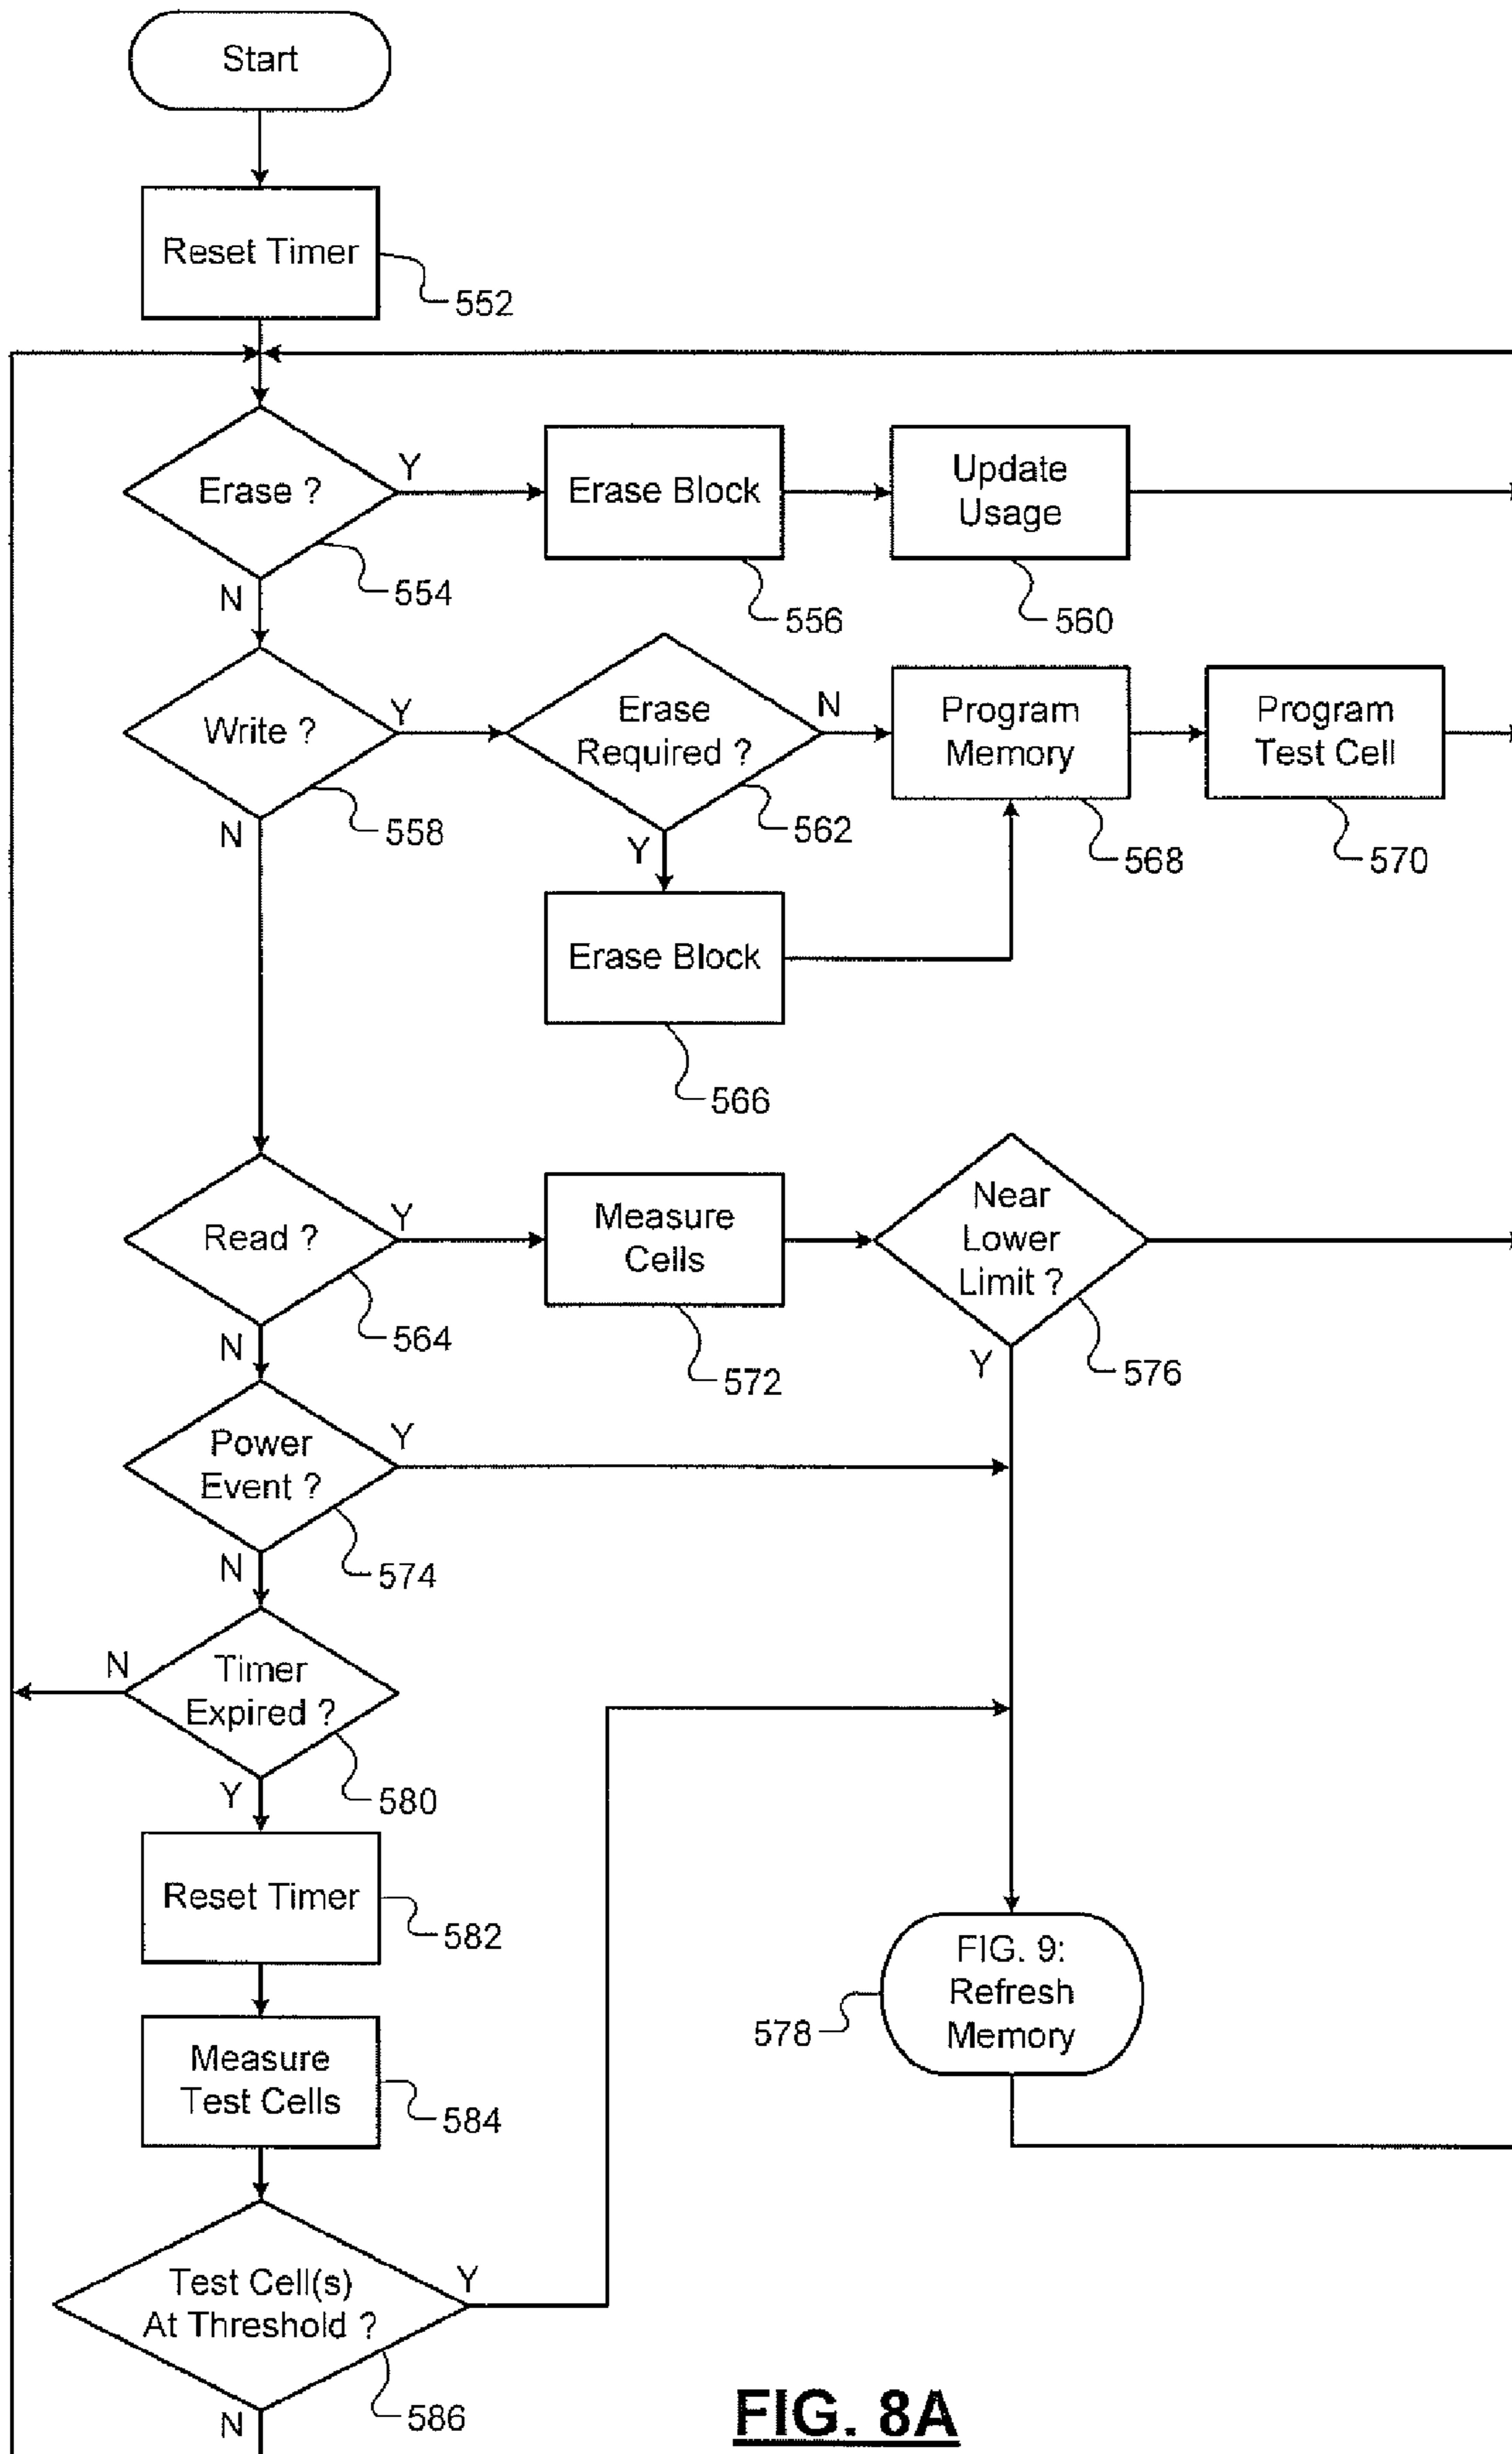 Start
Reset Timer
552
Erase ?
Y
N
554
Erase Block
556
Update
Usage
560
Write ?
Y
N
558
Erase
Required ?
N
Y
562
Program
Memory
568
Program
Test Cell
570
Erase Block
566
Read ?
Y
N
564
Measure
Cells
572
Near
Lower
Limit ?
Y
576
Power
Event ?
Y
N
574
Timer
Expired ?
N
Y
580
Reset Timer
582
FIG. 9:
Refresh
Memory
578
Measure
Test Cells
584
Test Cell(s)
At Threshold ?
Y
N
586
FIG. 8A